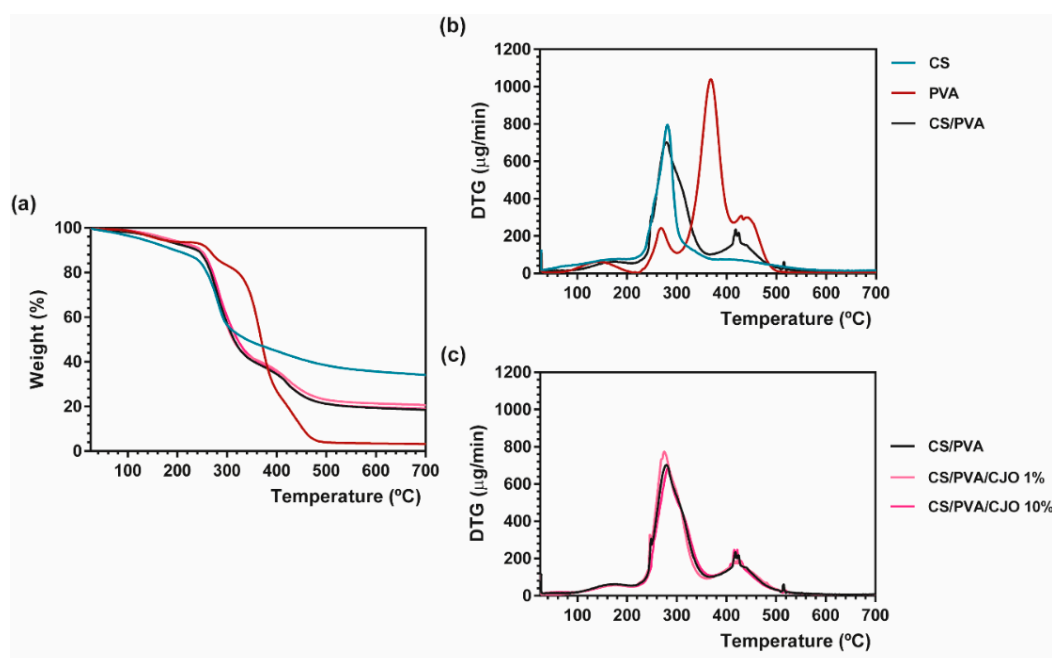 (a)
Weight (%)
100
80
60
40
20
0
100 200 300 400 500 600 700
Temperature (ºC)
(b)
DTG (µg/min)
1200
1000
800
600
400
200
0
100 200 300 400 500 600 700
Temperature (ºC)
CS
PVA
CS/PVA
(c)
DTG (µg/min)
1200
1000
800
600
400
200
0
100 200 300 400 500 600 700
Temperature (ºC)
CS/PVA
CS/PVA/CJO 1%
CS/PVA/CJO 10%